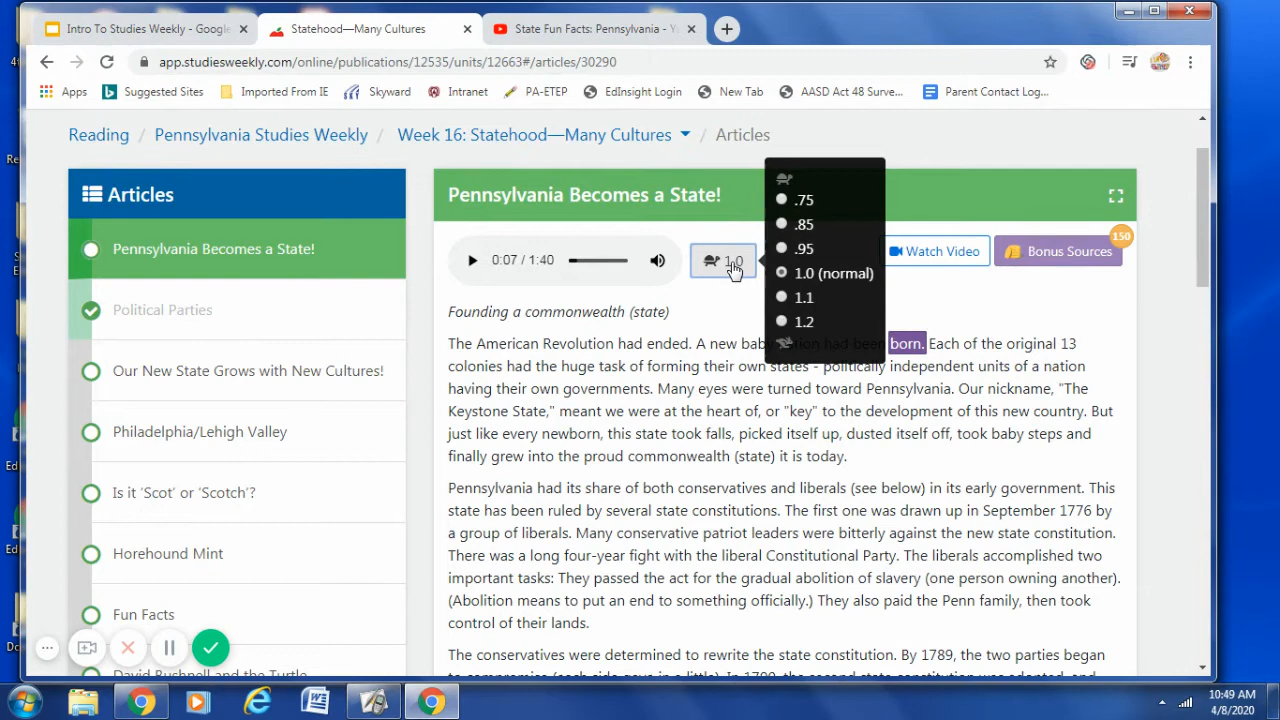 Intro To Studies Weekly - Google
Statehood—Many Cultures
State Fun Facts: Pennsylvania - Y
app.studiesweekly.com/online/publications/12535/units/12663#/articles/30290
Apps
Suggested Sites
Imported From IE
Skyward
Intranet
PA-ETEP
EdInsight Login
New Tab
AASD Act 48 Surve...
Parent Contact Log...
Reading / Pennsylvania Studies Weekly / Week 16: Statehood—Many Cultures / Articles
Articles
Pennsylvania Becomes a State!
Political Parties
Our New State Grows with New Cultures!
Philadelphia/Lehigh Valley
Is it 'Scot' or 'Scotch'?
Horehound Mint
Fun Facts
David Bushnell and the Turtle
Pennsylvania Becomes a State!
0:07 / 1:40
1.0
.75
.85
.95
1.0 (normal)
1.1
1.2
Watch Video
Bonus Sources
150
Founding a commonwealth (state)
The American Revolution had ended. A new baby nation had been born. Each of the original 13
colonies had the huge task of forming their own states - politically independent units of a nation
having their own governments. Many eyes were turned toward Pennsylvania. Our nickname, "The
Keystone State," meant we were at the heart of, or "key" to the development of this new country. But
just like every newborn, this state took falls, picked itself up, dusted itself off, took baby steps and
finally grew into the proud commonwealth (state) it is today.
Pennsylvania had its share of both conservatives and liberals (see below) in its early government. This
state has been ruled by several state constitutions. The first one was drawn up in September 1776 by
a group of liberals. Many conservative patriot leaders were bitterly against the new state constitution.
There was a long four-year fight with the liberal Constitutional Party. The liberals accomplished two
important tasks: They passed the act for the gradual abolition of slavery (one person owning another).
(Abolition means to put an end to something officially.) They also paid the Penn family, then took
control of their lands.
The conservatives were determined to rewrite the state constitution. By 1789, the two parties began
10:49 AM
4/8/2020